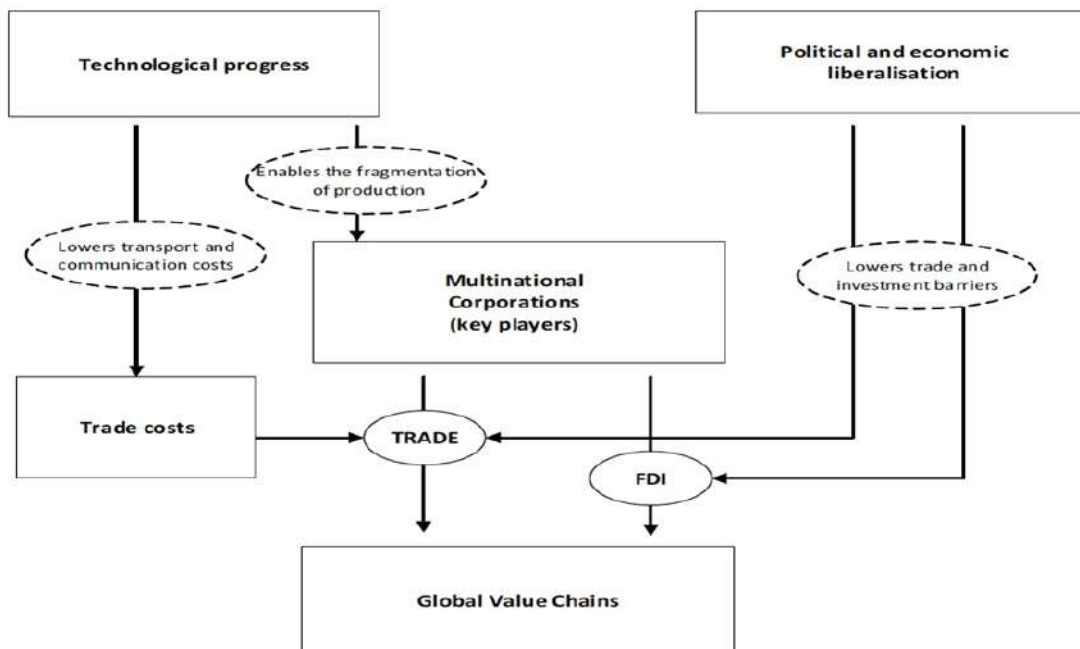 Technological progress
Political and economic
liberalisation
Enables the fragmentation
of production
Lowers transport and
communication costs
Lowers trade and
investment barriers
Multinational
Corporations
(key players)
Trade costs
TRADE
FDI
Global Value Chains